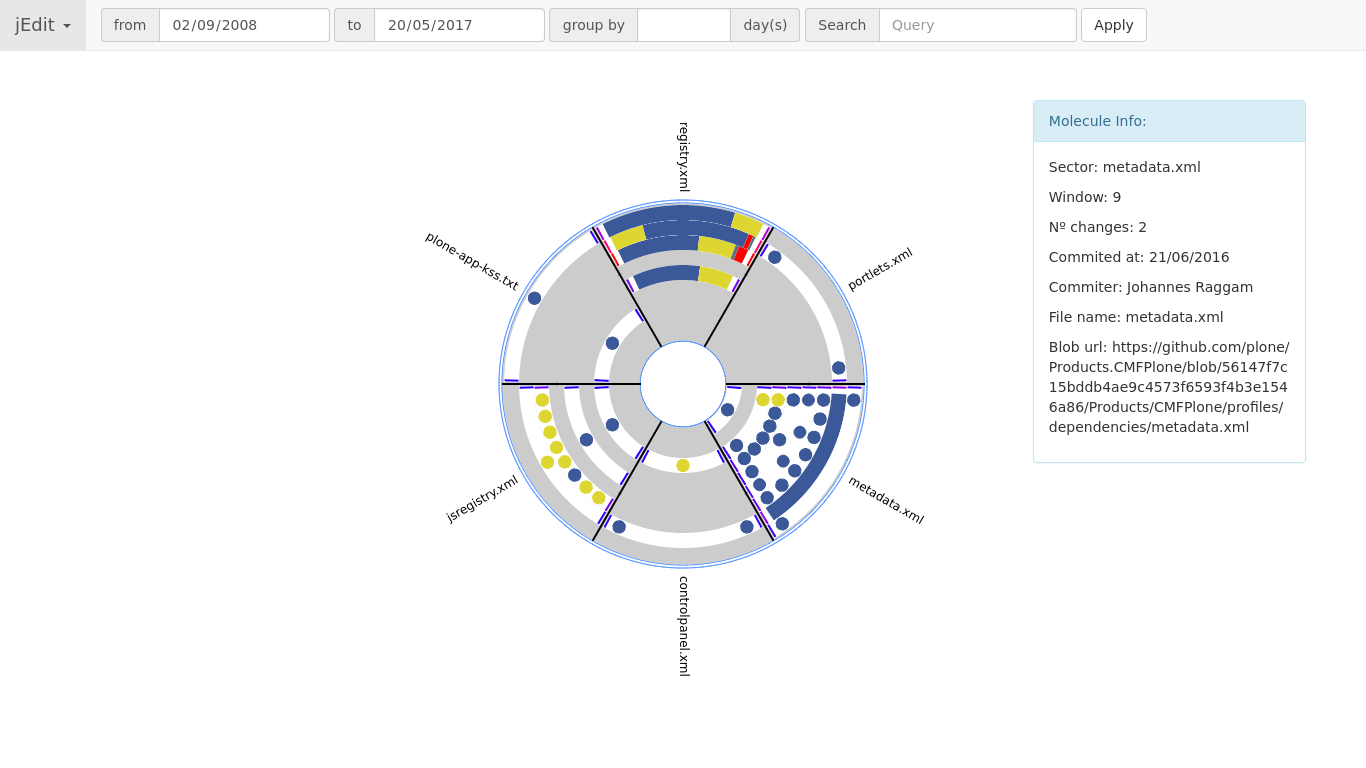 jEdit from 02/09/2008 to 20/05/2017 group by day(s) Search Query Apply
Molecule Info:
Sector: metadata.xml
Window: 9
Nº changes: 2
Commited at: 21/06/2016
Commiter: Johannes Raggam
File name: metadata.xml
Blob url: https://github.com/plone/
Products.CMFPlone/blob/56147f7c
15bddb4ae9c4573f6593f4b3e154
6a86/Products/CMFPlone/profiles/
dependencies/metadata.xml
registry.xml
portlets.xml
metadata.xml
controlpanel.xml
jsregistry.xml
plone-app-kss.txt